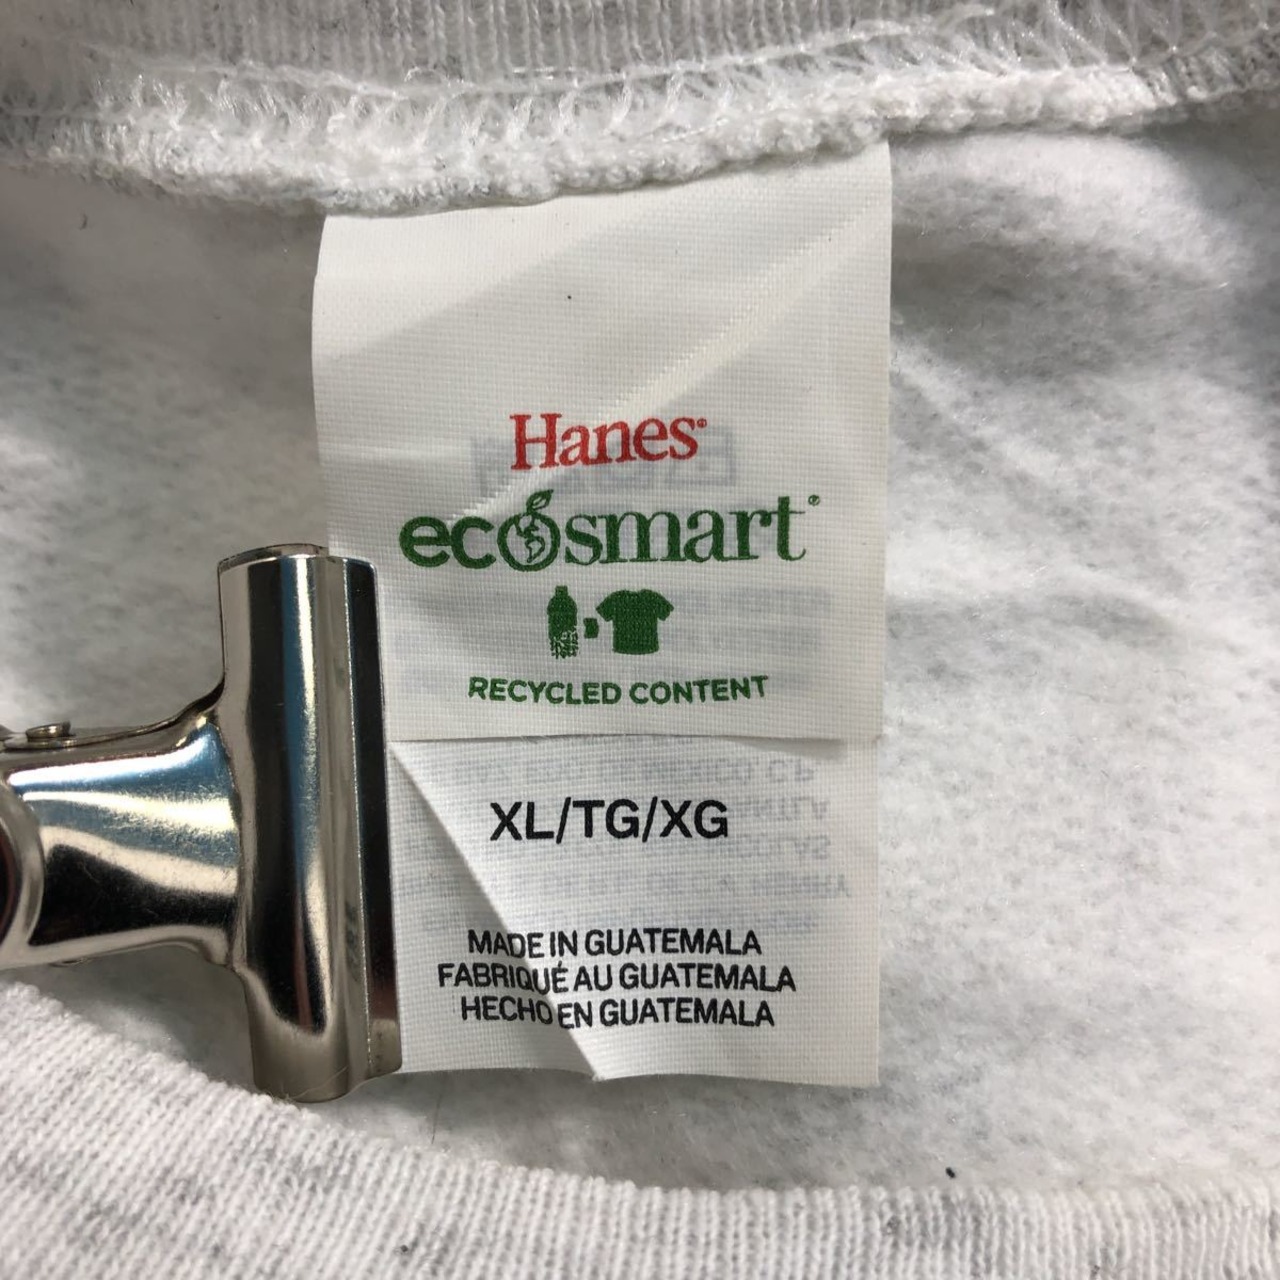 Hanes®
ecosmart®
RECYCLED CONTENT
XL/TG/XG
MADE IN GUATEMALA
FABRIQUÉ AU GUATEMALA
HECHO EN GUATEMALA